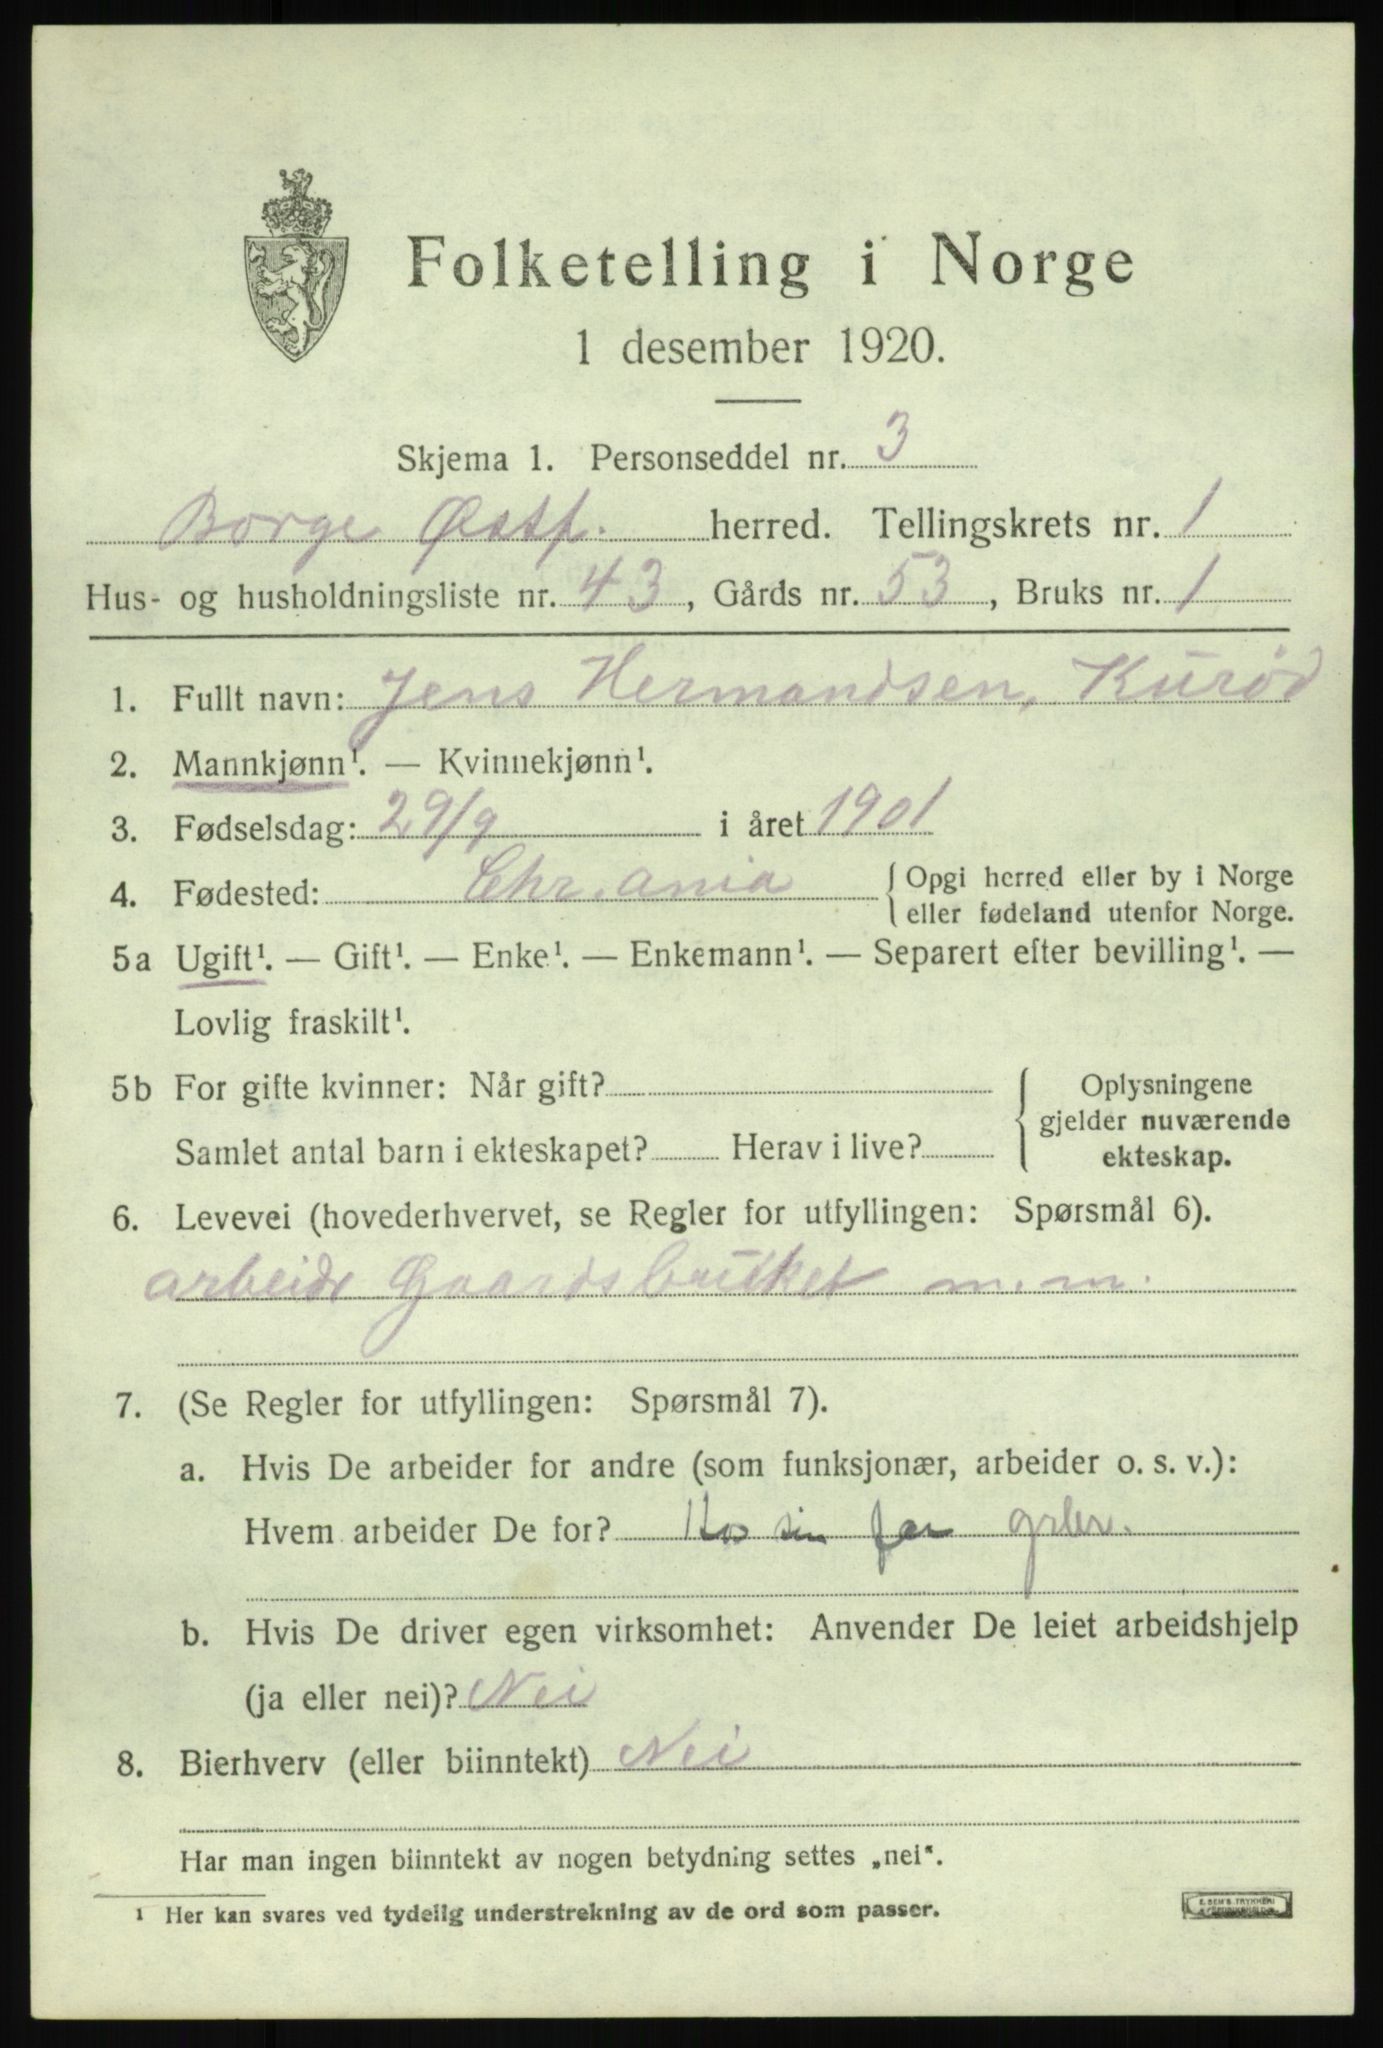 Folketelling i Norge
1 desember 1920.
Skjema 1. Personseddel nr. 3
Borge Østf. herred. Tellingskrets nr. 1
Hus- og husholdningsliste nr. 43, Gårds nr. 53, Bruks nr. 1
1. Fullt navn: Jens Hermandsen, Kurød
2. Mannkjønn¹. — Kvinnekjønn¹.
3. Fødselsdag: 29/9 i året 1901
4. Fødested: Chr.ania { Opgi herred eller by i Norge
eller fødeland utenfor Norge.
5a Ugift¹. — Gift¹. — Enke¹. — Enkemann¹. — Separert efter bevilling¹. —
Lovlig fraskilt¹.
5b For gifte kvinner: Når gift? { Oplysningene
gjelder nuværende
Samlet antal barn i ekteskapet? Herav i live? ekteskap.
6. Levevei (hovederhvervet, se Regler for utfyllingen: Spørsmål 6).
arbeide m.m.
7. (Se Regler for utfyllingen: Spørsmål 7).
a. Hvis De arbeider for andre (som funksjonær, arbeider o. s. v.):
Hvem arbeider De for? Hos sin far
b. Hvis De driver egen virksomhet: Anvender De leiet arbeidshjelp
(ja eller nei)? Nei
8. Bierhverv (eller biinntekt) Nei
Har man ingen biinntekt av nogen betydning settes „nei“.
¹ Her kan svares ved tydelig understrekning av de ord som passer.